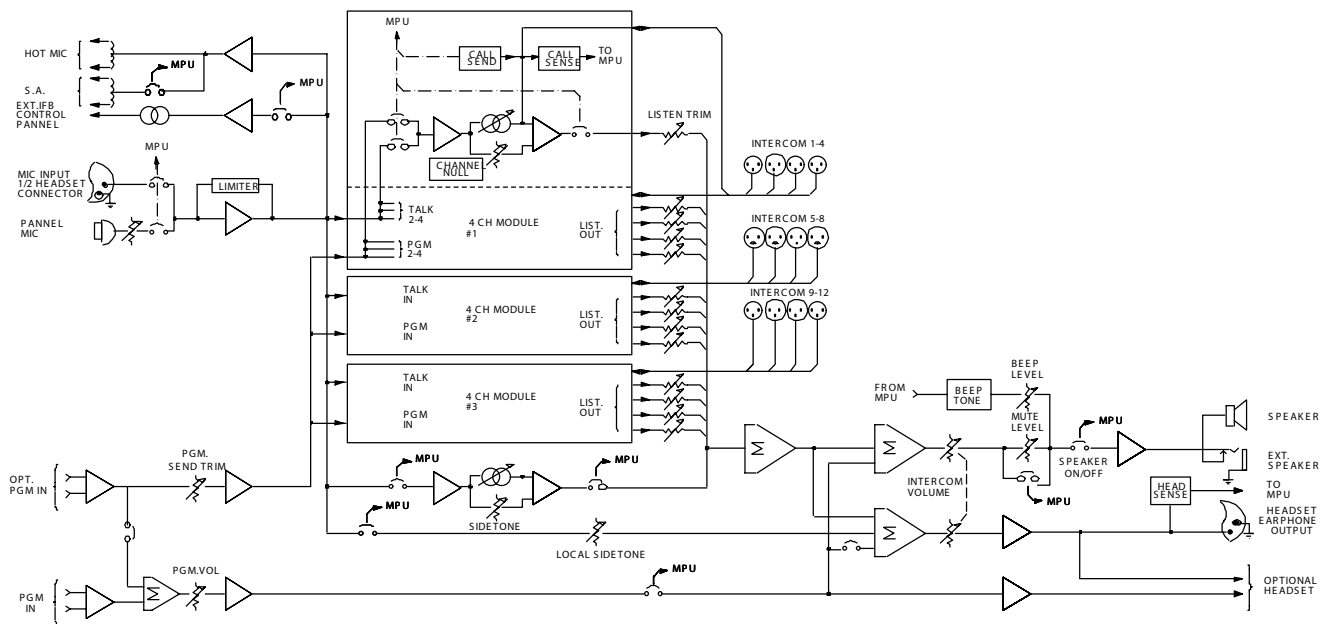 HOT MIC
MPU
S.A.
EXT.IFB
CONTROL
PANNEL
MPU
MPU
CALL
SEND
CALL
SENSE
TO
MPU
CHANNEL
NULL
LISTEN TRIM
MPU
MIC INPUT
1/2 HEADSET
CONNECTOR
PANNEL
MIC
LIMITER
INTERCOM 1-4
TALK
2-4
PGM
2-4
4 CH MODULE
#1
LIST.
OUT
INTERCOM 5-8
TALK
IN
PGM
IN
4 CH MODULE
#2
LIST.
OUT
INTERCOM 9-12
TALK
IN
PGM
IN
4 CH MODULE
#3
LIST.
OUT
FROM
MPU
BEEP
TONE
BEEP
LEVEL
MUTE
LEVEL
MPU
SPEAKER
ON/OFF
SPEAKER
EXT.
SPEAKER
MPU
OPT.
PGM IN
PGM.
SEND TRIM
MPU
MPU
SIDETONE
M
M
INTERCOM
VOLUME
HEAD
SENSE
TO
MPU
HEADSET
EARPHONE
OUTPUT
MPU
LOCAL SIDETONE
M
PGM
IN
M
PGM.VOL
MPU
OPTIONAL
HEADSET